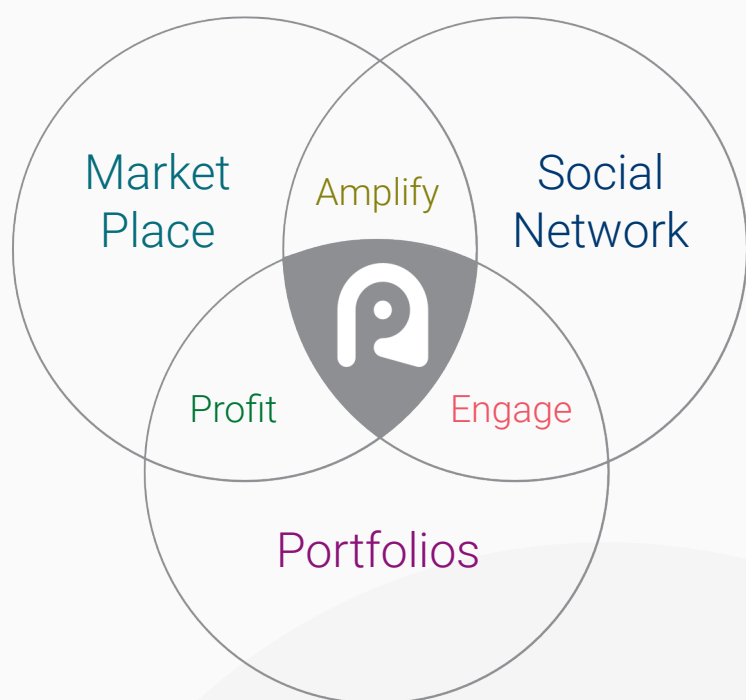 Market
Place
Amplify
Social
Network
Profit
Engage
Portfolios